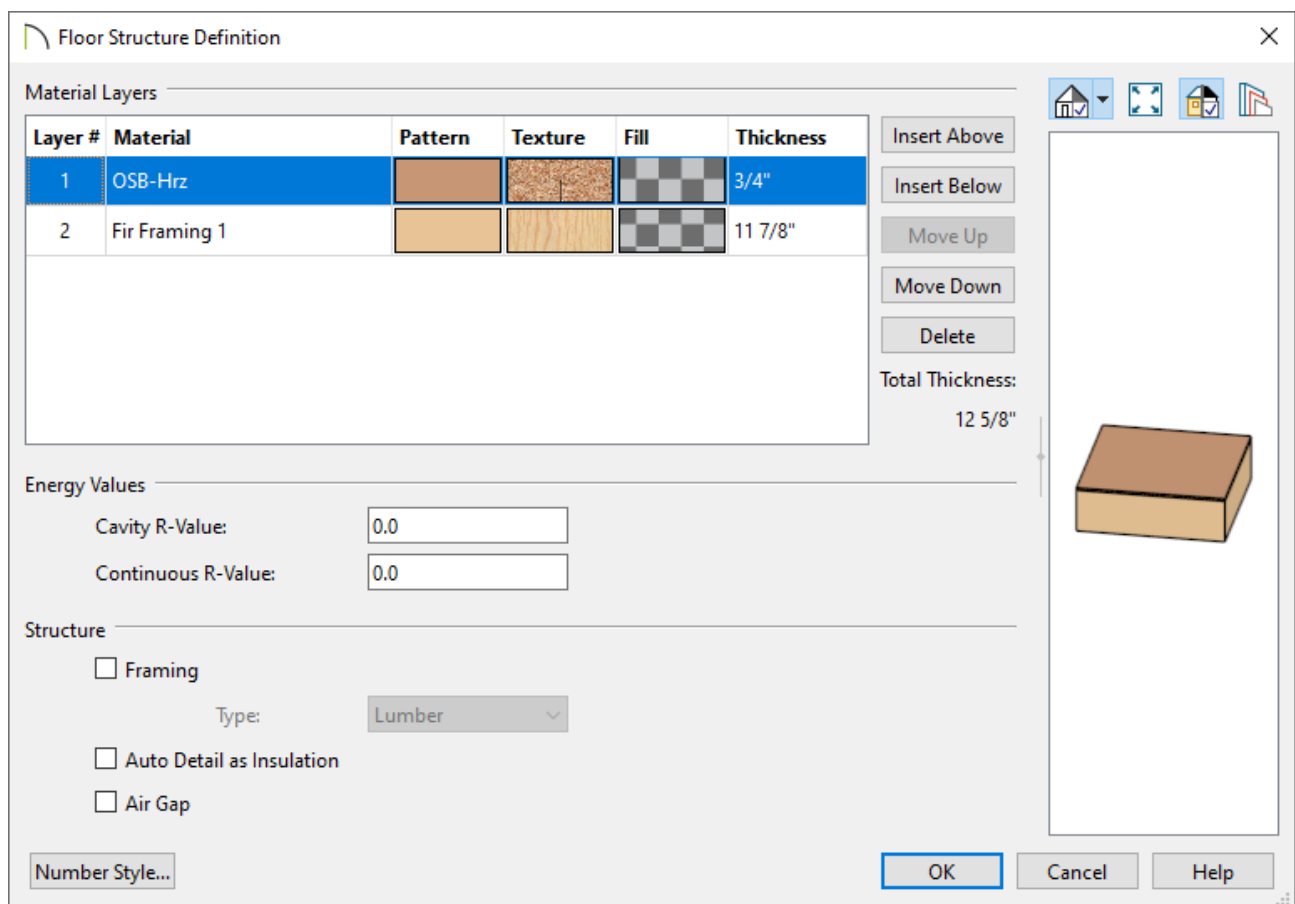 Floor Structure Definition
Material Layers
Layer # Material Pattern Texture Fill Thickness
1 OSB-Hrz 3/4"
2 Fir Framing 1 11 7/8"
Insert Above
Insert Below
Move Up
Move Down
Delete
Total Thickness:
12 5/8"
Energy Values
Cavity R-Value: 0.0
Continuous R-Value: 0.0
Structure
Framing
Type: Lumber
Auto Detail as Insulation
Air Gap
Number Style... OK Cancel Help